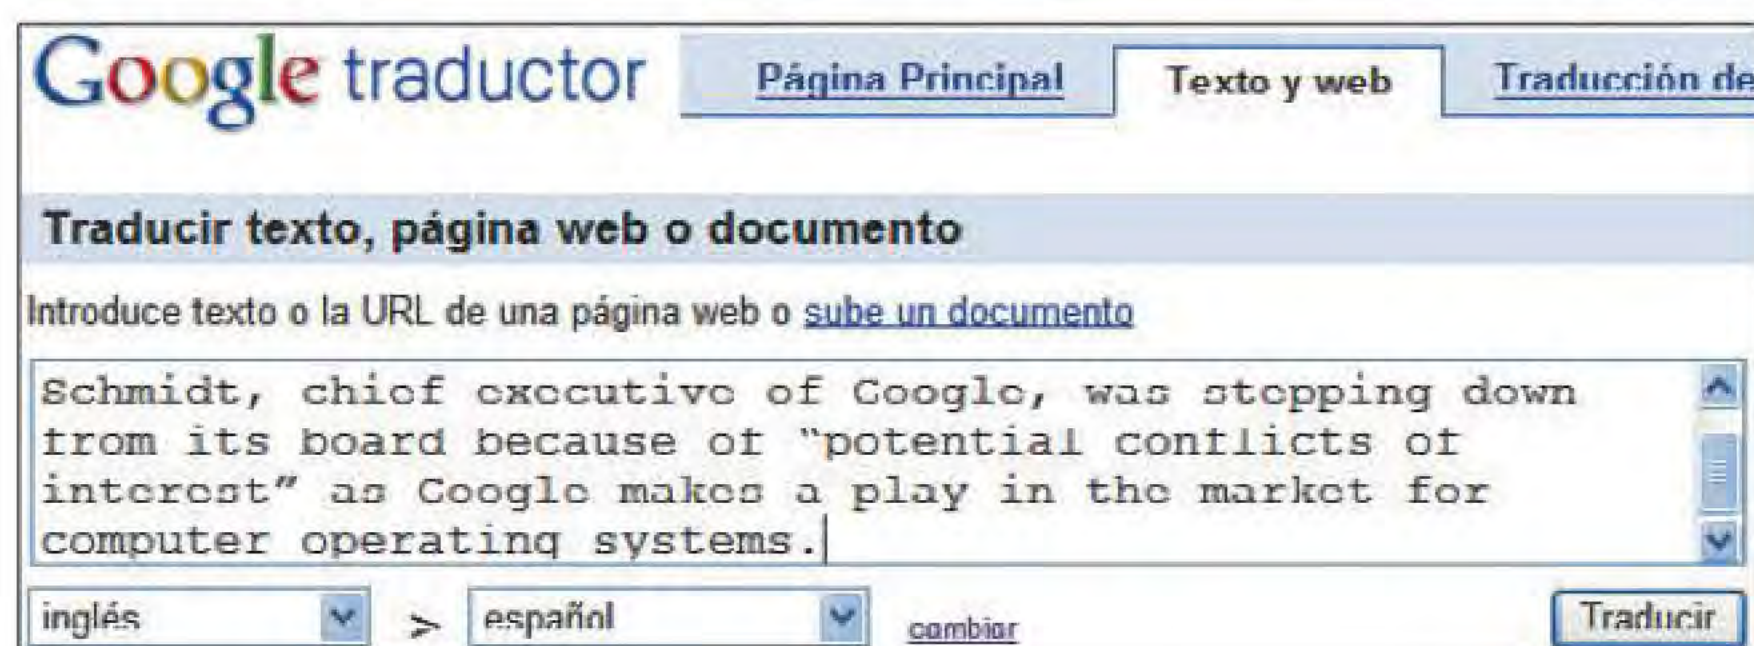 Google traductor
Página Principal
Texto y web
Traducción de
Traducir texto, página web o documento
Introduce texto o la URL de una página web o sube un documento
Schmidt, chief executive of Google, was stepping down
from its board because of “potential conflicts of
interest” as Google makes a play in the market for
computer operating systems.
inglés > español cambiar Traducir